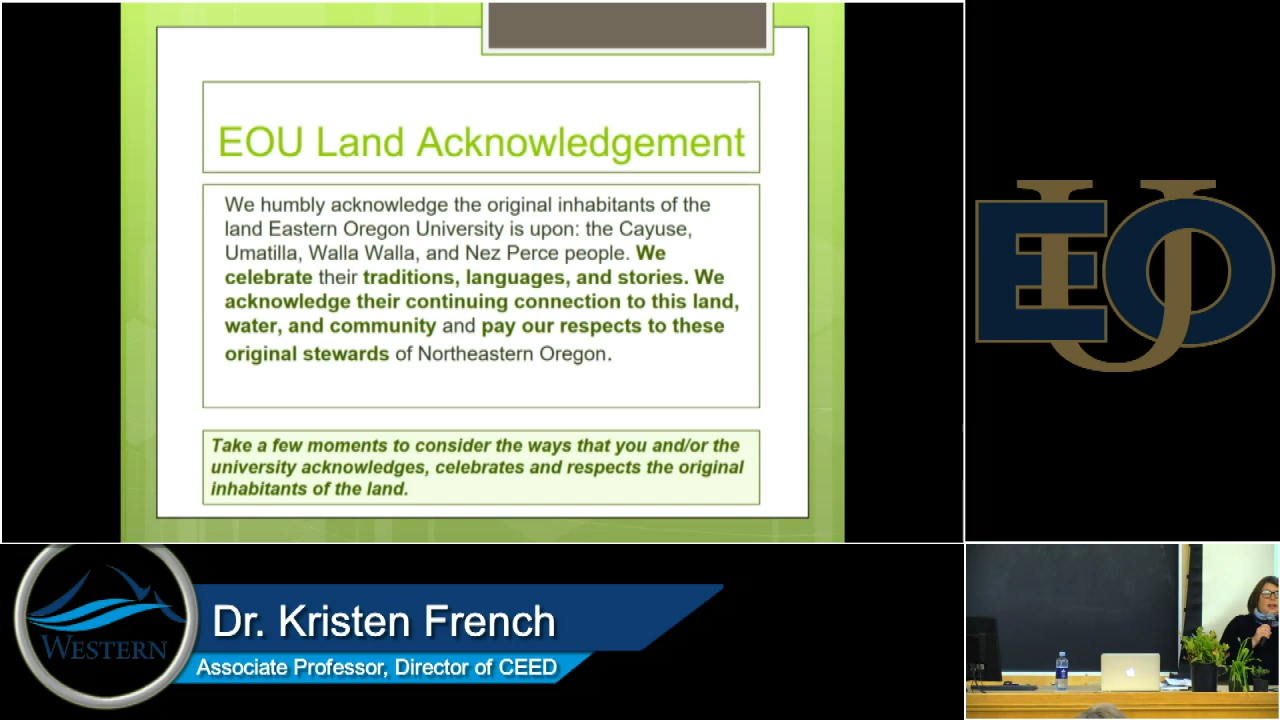 EOU Land Acknowledgement
We humbly acknowledge the original inhabitants of the
land Eastern Oregon University is upon: the Cayuse,
Umatilla, Walla Walla, and Nez Perce people. We
celebrate their traditions, languages, and stories. We
acknowledge their continuing connection to this land,
water, and community and pay our respects to these
original stewards of Northeastern Oregon.
Take a few moments to consider the ways that you and/or the
university acknowledges, celebrates and respects the original
inhabitants of the land.
EOU
WESTERN
Dr. Kristen French
Associate Professor, Director of CEED